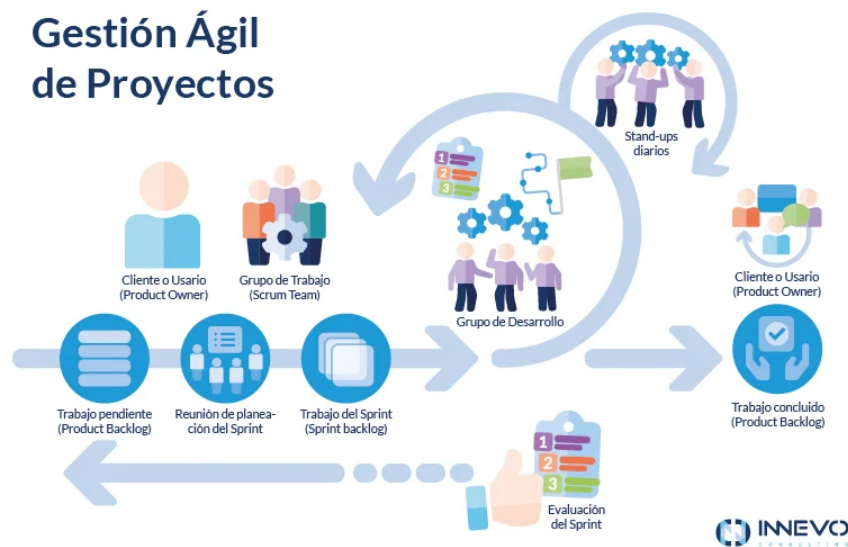 Gestión Ágil
de Proyectos
Stand-ups
diarios
1
2
3
Cliente o Usario
(Product Owner)
Grupo de Trabajo
(Scrum Team)
Grupo de Desarrollo
Cliente o Usario
(Product Owner)
Trabajo pendiente
(Product Backlog)
Reunión de planea-
ción del Sprint
Trabajo del Sprint
(Sprint backlog)
Trabajo concluido
(Product Backlog)
1
2
3
Evaluación
del Sprint
INNEVO
CONSULTING